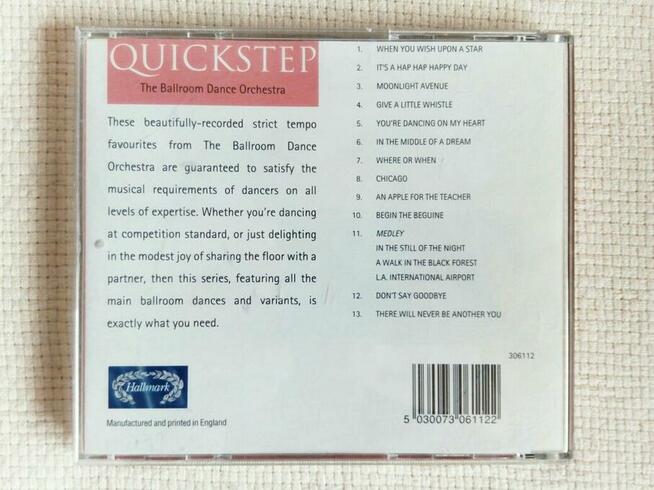 QUICKSTEP
The Ballroom Dance Orchestra
These beautifully-recorded strict tempo
favourites from The Ballroom Dance
Orchestra are guaranteed to satisfy the
musical requirements of dancers on all
levels of expertise. Whether you're dancing
at competition standard, or just delighting
in the modest joy of sharing the floor with a
partner, then this series, featuring all the
main ballroom dances and variants, is
exactly what you need.
Hallmark
Manufactured and printed in England
1. WHEN YOU WISH UPON A STAR
2. IT'S A HAP HAP HAPPY DAY
3. MOONLIGHT AVENUE
4. GIVE A LITTLE WHISTLE
5. YOU'RE DANCING ON MY HEART
6. IN THE MIDDLE OF A DREAM
7. WHERE OR WHEN
8. CHICAGO
9. AN APPLE FOR THE TEACHER
10. BEGIN THE BEGUINE
11. MEDLEY
IN THE STILL OF THE NIGHT
A WALK IN THE BLACK FOREST
L.A. INTERNATIONAL AIRPORT
12. DON'T SAY GOODBYE
13. THERE WILL NEVER BE ANOTHER YOU
306112
5 030073 061122